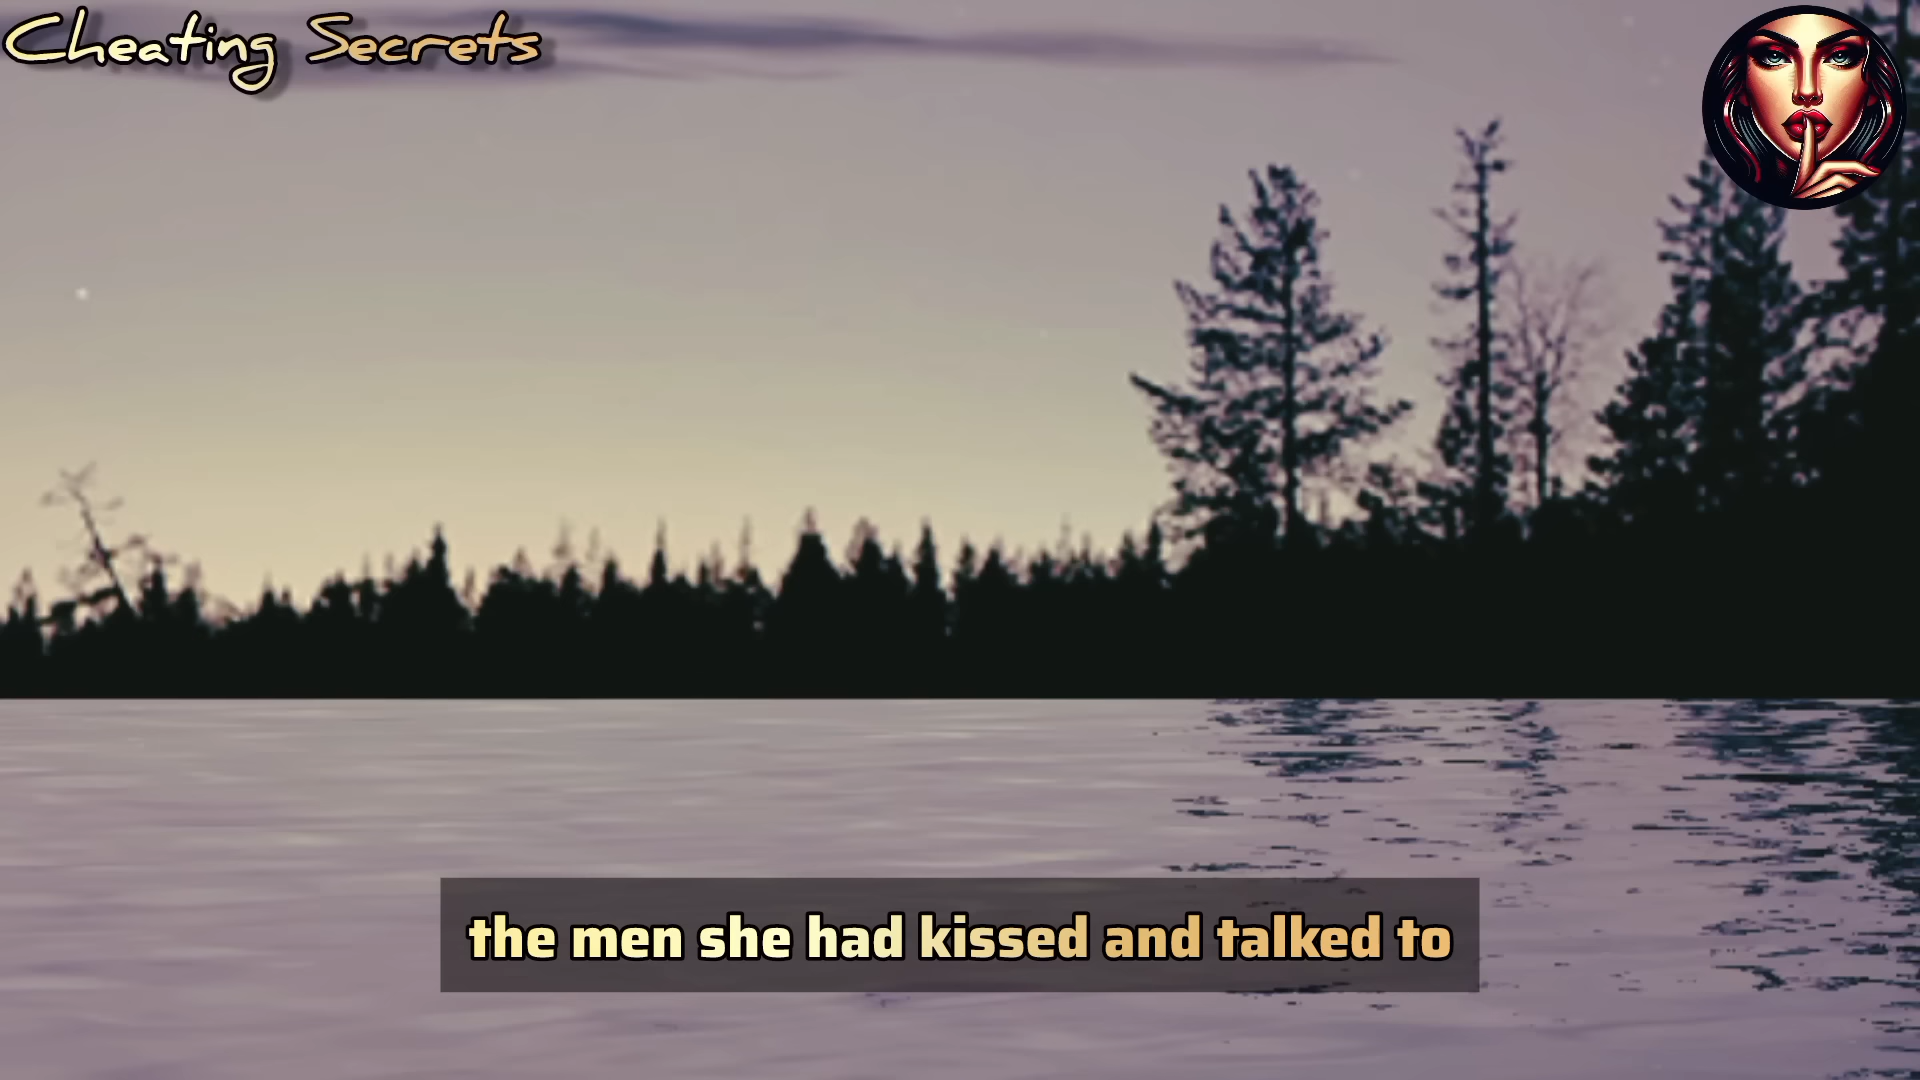 Cheating Secrets
the men she had kissed and talked to